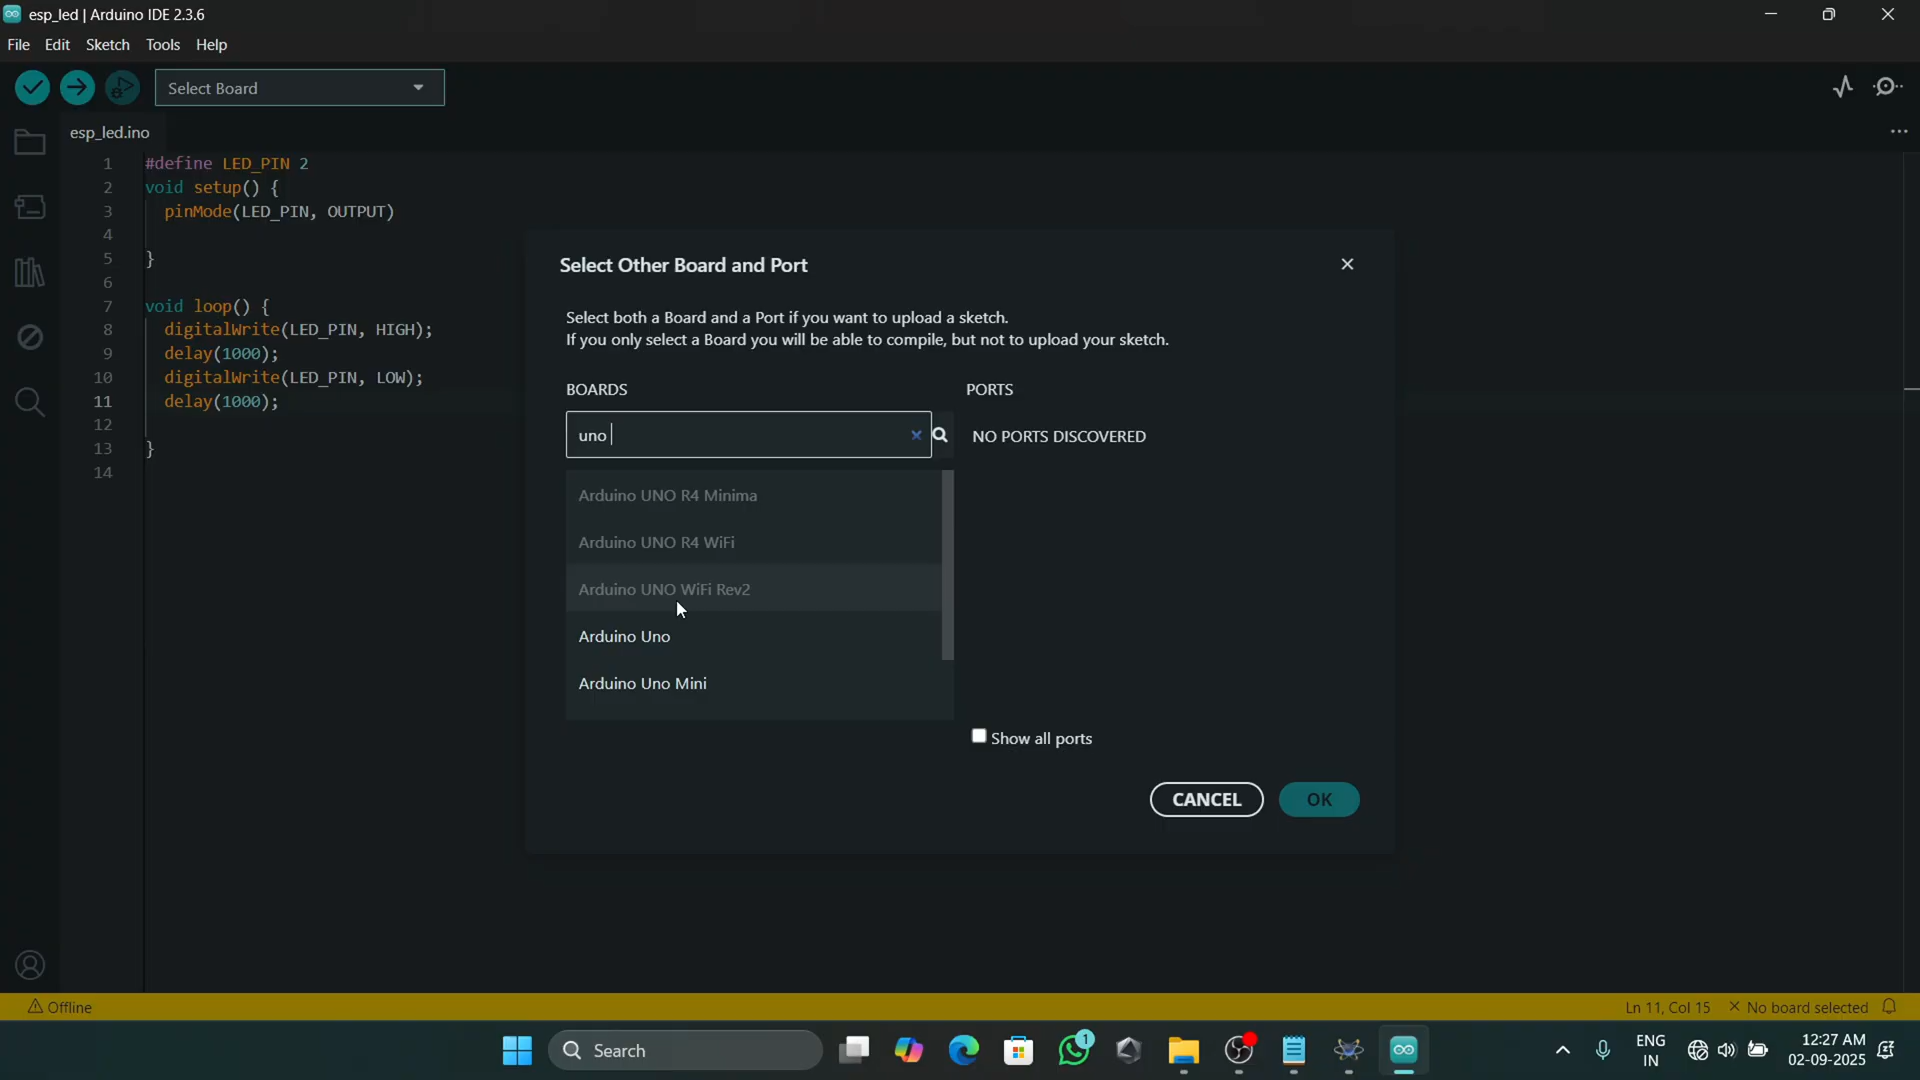 esp_led | Arduino IDE 2.3.6
File Edit Sketch Tools Help
Select Board
esp_led.ino
1 #define LED_PIN 2
2 void setup() {
3 pinMode(LED_PIN, OUTPUT)
4
5 }
6
7 void loop() {
8 digitalWrite(LED_PIN, HIGH);
9 delay(1000);
10 digitalWrite(LED_PIN, LOW);
11 delay(1000);
12
13 }
14
Select Other Board and Port
Select both a Board and a Port if you want to upload a sketch.
If you only select a Board you will be able to compile, but not to upload your sketch.
BOARDS PORTS
uno NO PORTS DISCOVERED
Arduino UNO R4 Minima
Arduino UNO R4 WiFi
Arduino UNO WiFi Rev2
Arduino Uno
Arduino Uno Mini
Show all ports
CANCEL OK
Offline Ln 11, Col 15 No board selected
Search 1 ENG 12:27 AM
IN 02-09-2025